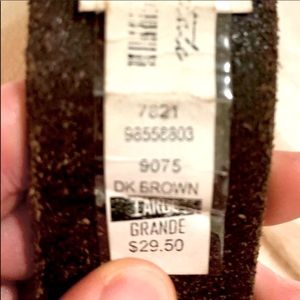 7821
98558803
9075
DK BROWN
LARGE
GRANDE
$29.50